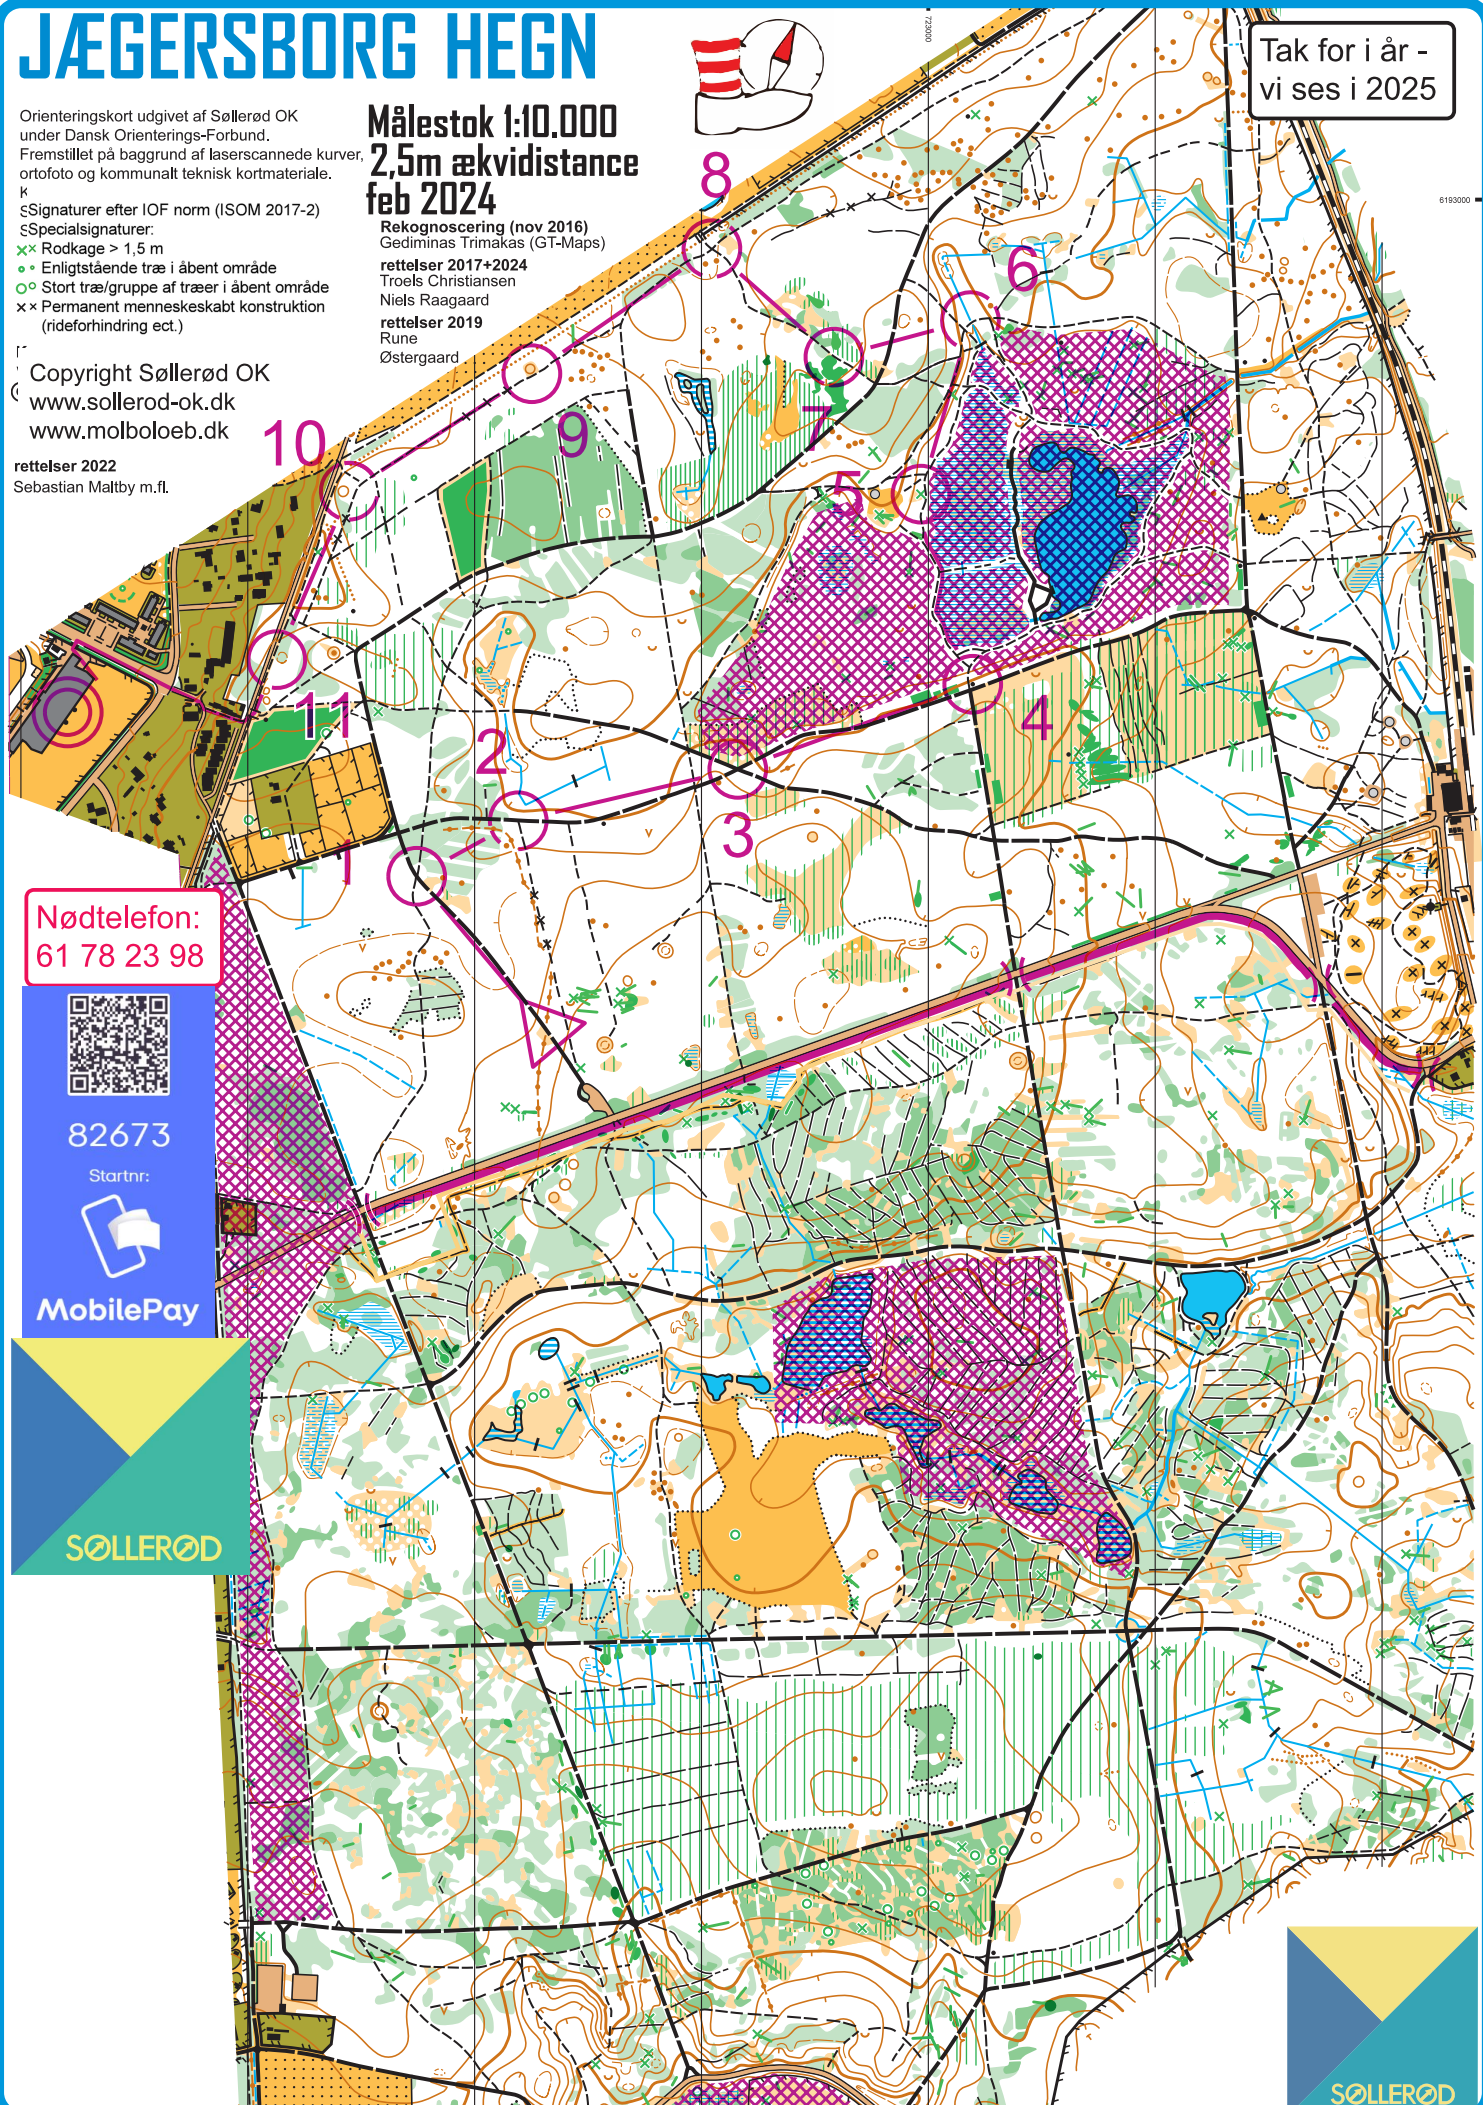 JÆGERSBORG HEGN
Orienteringskort udgivet af Søllerød OK
under Dansk Orienterings-Forbund.
Fremstillet på baggrund af laserscannede kurver,
ortofoto og kommunalt teknisk kortmateriale.
Signaturer efter IOF norm (ISOM 2017-2)
Specialsignaturer:
Rodkage > 1,5 m
Enligtstående træ i åbent område
Stort træ/gruppe af træer i åbent område
Permanent menneskeskabt konstruktion
(rideforhindring ect.)
Copyright Søllerød OK
www.sollerod-ok.dk
www.molboloeb.dk
rettelser 2022
Sebastian Maltby m.fl.
Målestok 1:10.000
2,5m ækvidistance
feb 2024
Rekognoscering (nov 2016)
Gediminas Trimakas (GT-Maps)
rettelser 2017+2024
Troels Christiansen
Niels Raagaard
rettelser 2019
Rune
Østergaard
723000
Tak for i år -
vi ses i 2025
6193000
8
6
7
9
10
5
11
4
2
3
1
Nødtelefon:
61 78 23 98
82673
Startnr:
MobilePay
SØLLERØD
SØLLERØD